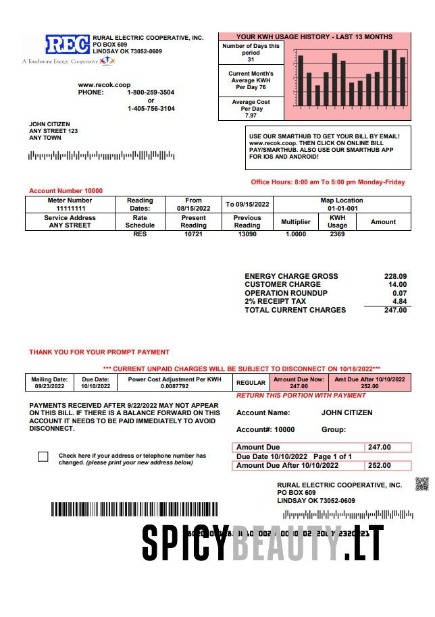 REC
RURAL ELECTRIC COOPERATIVE, INC.
PO BOX 609
LINDSAY OK 73052-0609
A Touchstone Energy Cooperative
www.recok.coop
PHONE: 1-800-259-3504
or
1-405-756-3104
YOUR KWH USAGE HISTORY - LAST 13 MONTHS
Number of Days this
period
31
Current Month's
Average KWH
Per Day 76
Average Cost
Per Day
7.97
JOHN CITIZEN
ANY STREET 123
ANY TOWN
USE OUR SMARTHUB TO GET YOUR BILL BY EMAIL!
www.recok.coop. THEN CLICK ON ONLINE BILL
PAY/SMARTHUB. ALSO USE OUR SMARTHUB APP
FOR IOS AND ANDROID!
Office Hours: 8:00 am To 5:00 pm Monday-Friday
Account Number 10000
Meter Number Reading From To 09/15/2022 Map Location
11111111 Dates: 08/15/2022 01-01-001
Service Address Rate Present Previous Multiplier KWH Amount
ANY STREET Schedule Reading Reading Usage
RES 10721 13090 1.0000 2369
ENERGY CHARGE GROSS 228.09
CUSTOMER CHARGE 14.00
OPERATION ROUNDUP 0.07
2% RECEIPT TAX 4.84
TOTAL CURRENT CHARGES 247.00
THANK YOU FOR YOUR PROMPT PAYMENT
*** CURRENT UNPAID CHARGES WILL BE SUBJECT TO DISCONNECT ON 10/18/2022***
Mailing Date: Due Date: Power Cost Adjustment Per KWH REGULAR Amount Due Now: Amt Due After 10/10/2022
09/23/2022 10/10/2022 0.0087792 247.00 252.00
RETURN THIS PORTION WITH PAYMENT
PAYMENTS RECEIVED AFTER 9/22/2022 MAY NOT APPEAR
ON THIS BILL. IF THERE IS A BALANCE FORWARD ON THIS
ACCOUNT IT NEEDS TO BE PAID IMMEDIATELY TO AVOID
DISCONNECT.
Account Name: JOHN CITIZEN
Account#: 10000 Group:
Amount Due 247.00
Due Date 10/10/2022 Page 1 of 1
Amount Due After 10/10/2022 252.00
Check here if your address or telephone number has
changed. (please print your new address below)
RURAL ELECTRIC COOPERATIVE, INC.
PO BOX 609
LINDSAY OK 73052-0609
SPICYBEAUTY.LT